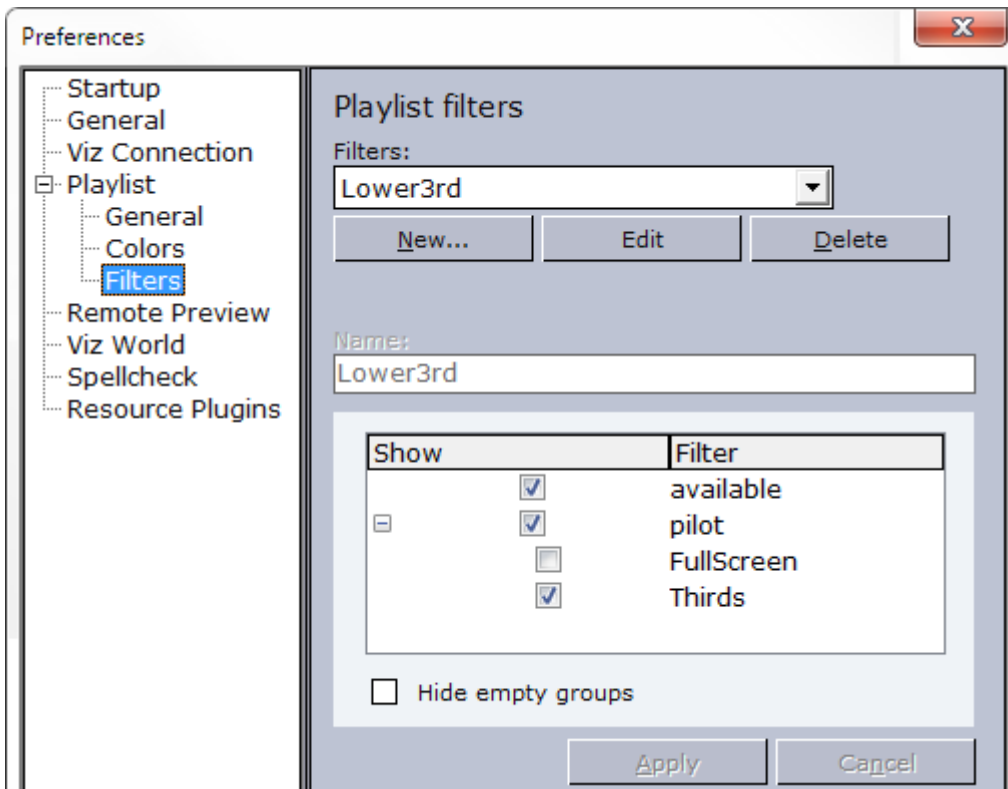 Preferences
Startup
General
Viz Connection
Playlist
General
Colors
Filters
Remote Preview
Viz World
Spellcheck
Resource Plugins
Playlist filters
Filters:
Lower3rd
New... Edit Delete
Name:
Lower3rd
Show Filter
available
pilot
FullScreen
Thirds
Hide empty groups
Apply Cancel